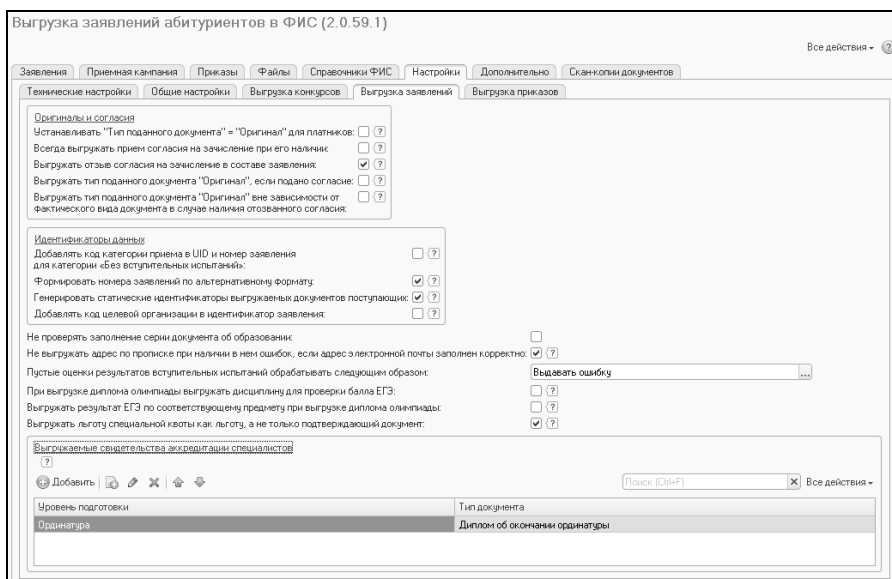 Выгрузка заявлений абитуриентов в ФИС (2.0.59.1)
Все действия
Заявления Приемная кампания Приказы Файлы Справочники ФИС Настройки Дополнительно Скан-копии документов
Технические настройки Общие настройки Выгрузка конкурсов Выгрузка заявлений Выгрузка приказов
Оригиналы и согласия
Устанавливать "Тип поданного документа" = "Оригинал" для платников: ?
Всегда выгружать прием согласия на зачисление при его наличии: ?
Выгружать отзыв согласия на зачисление в составе заявления: ?
Выгружать тип поданного документа "Оригинал", если подано согласие: ?
Выгружать тип поданного документа "Оригинал" вне зависимости от ?
фактического вида документа в случае наличия отозванного согласия:
Идентификаторы данных
Добавлять код категории приема в UID и номер заявления ?
для категории «Без вступительных испытаний»:
Формировать номера заявлений по альтернативному формату: ?
Генерировать статические идентификаторы выгружаемых документов поступающих: ?
Добавлять код целевой организации в идентификатор заявления: ?
Не проверять заполнение серии документа об образовании:
Не выгружать адрес по прописке при наличии в нем ошибок, если адрес электронной почты заполнен корректно: ?
Пустые оценки результатов вступительных испытаний обрабатывать следующим образом: Выдавать ошибку ...
При выгрузке диплома олимпиады выгружать дисциплину для проверки балла ЕГЭ: ?
Выгружать результат ЕГЭ по соответствующему предмету при выгрузке диплома олимпиады: ?
Выгружать льготу специальной квоты как льготу, а не только подтверждающий документ: ?
Выгружаемые свидетельства аккредитации специалистов
?
Добавить Поиск (Ctrl+F) Все действия
Уровень подготовки Тип документа
Ординатура Диплом об окончании ординатуры